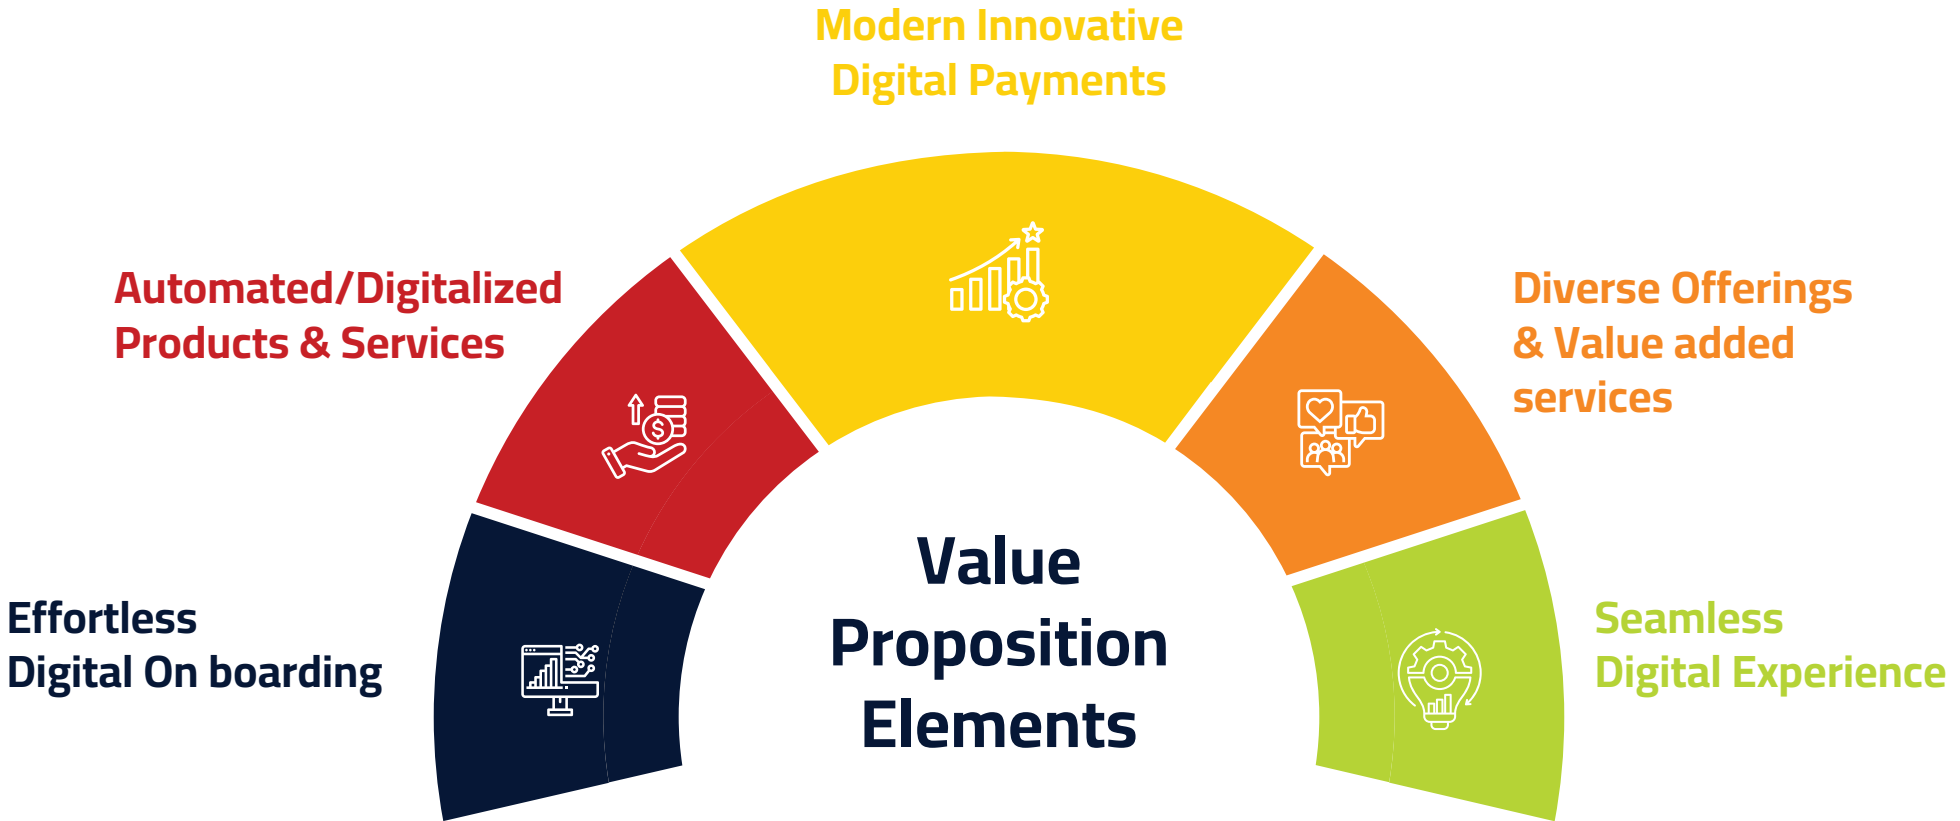 Modern Innovative
Digital Payments
Automated/Digitalized
Products & Services
Diverse Offerings
& Value added
services
Effortless
Digital On boarding
Value
Proposition
Elements
Seamless
Digital Experience
$